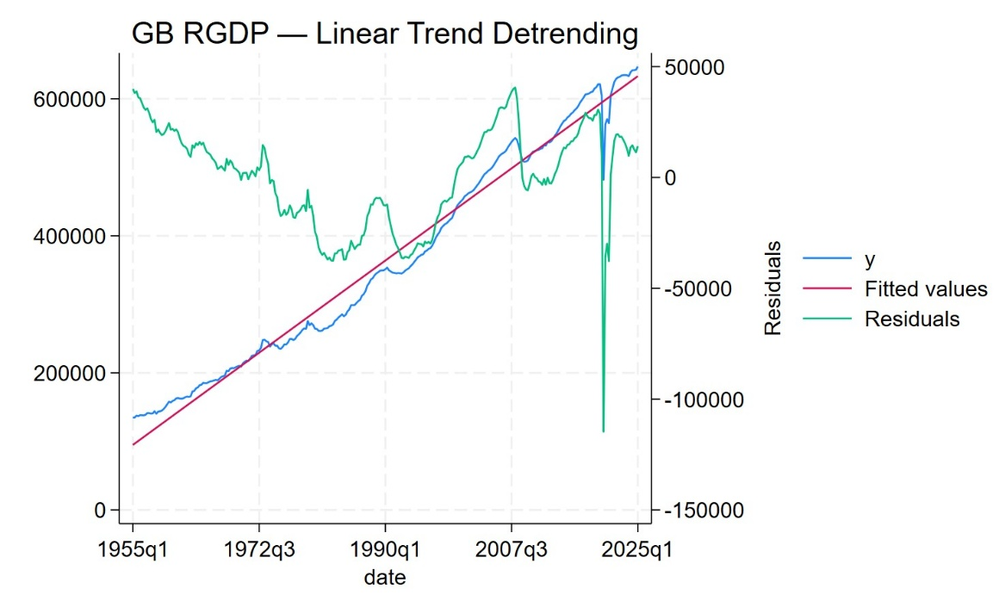 GB RGDP — Linear Trend Detrending
600000
400000
200000
0
50000
0
-50000
-100000
-150000
Residuals
1955q1
1972q3
1990q1
2007q3
2025q1
date
y
Fitted values
Residuals